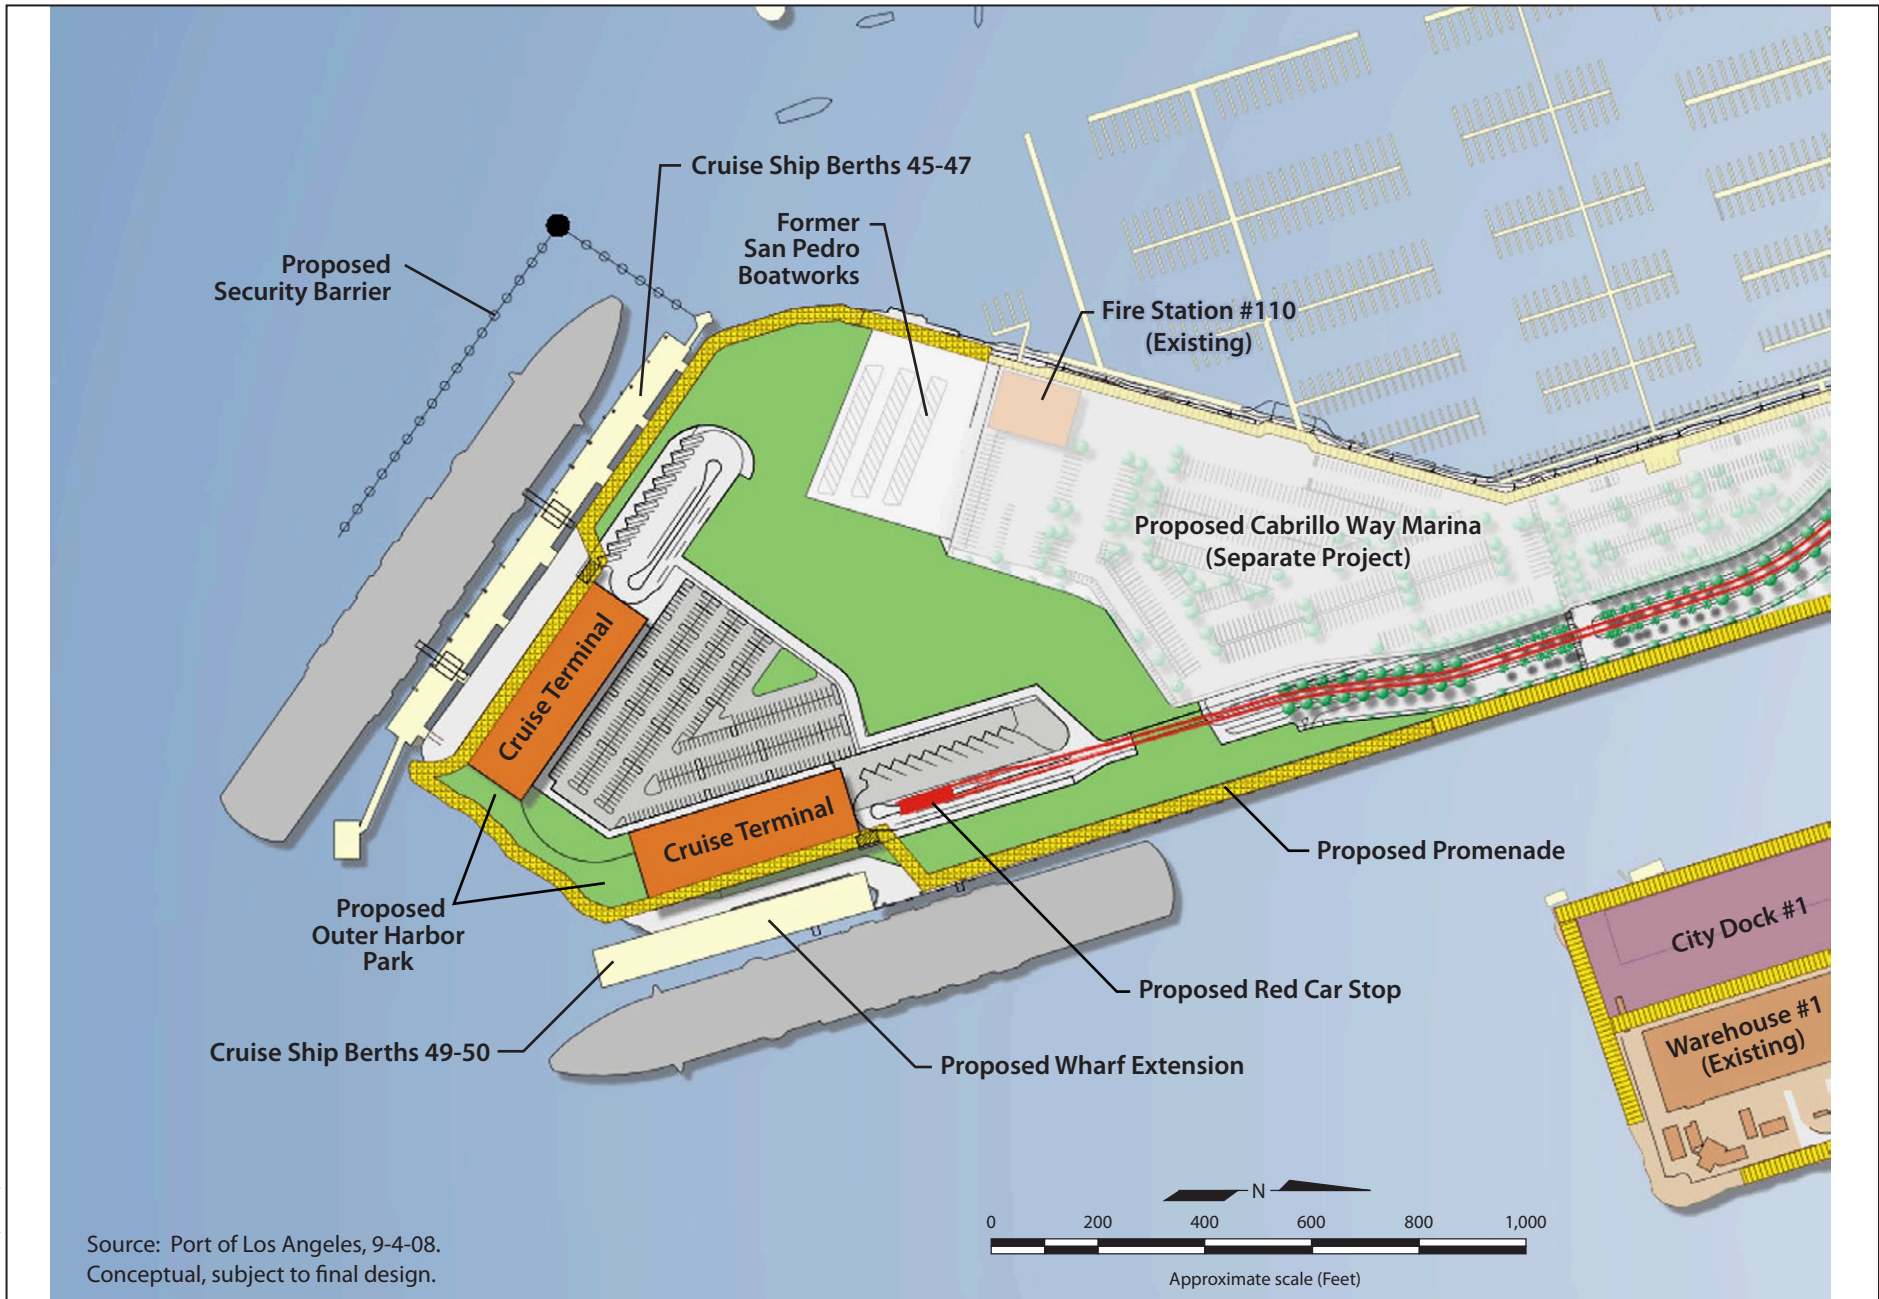 Cruise Ship Berths 45-47
Former
San Pedro
Boatworks
Proposed
Security Barrier
Fire Station #110
(Existing)
Proposed Cabrillo Way Marina
(Separate Project)
Cruise Terminal
Cruise Terminal
Proposed Promenade
Proposed
Outer Harbor
Park
City Dock #1
Proposed Red Car Stop
Warehouse #1
(Existing)
Cruise Ship Berths 49-50
Proposed Wharf Extension
N
0 200 400 600 800 1,000
Approximate scale (Feet)
Source: Port of Los Angeles, 9-4-08.
Conceptual, subject to final design.